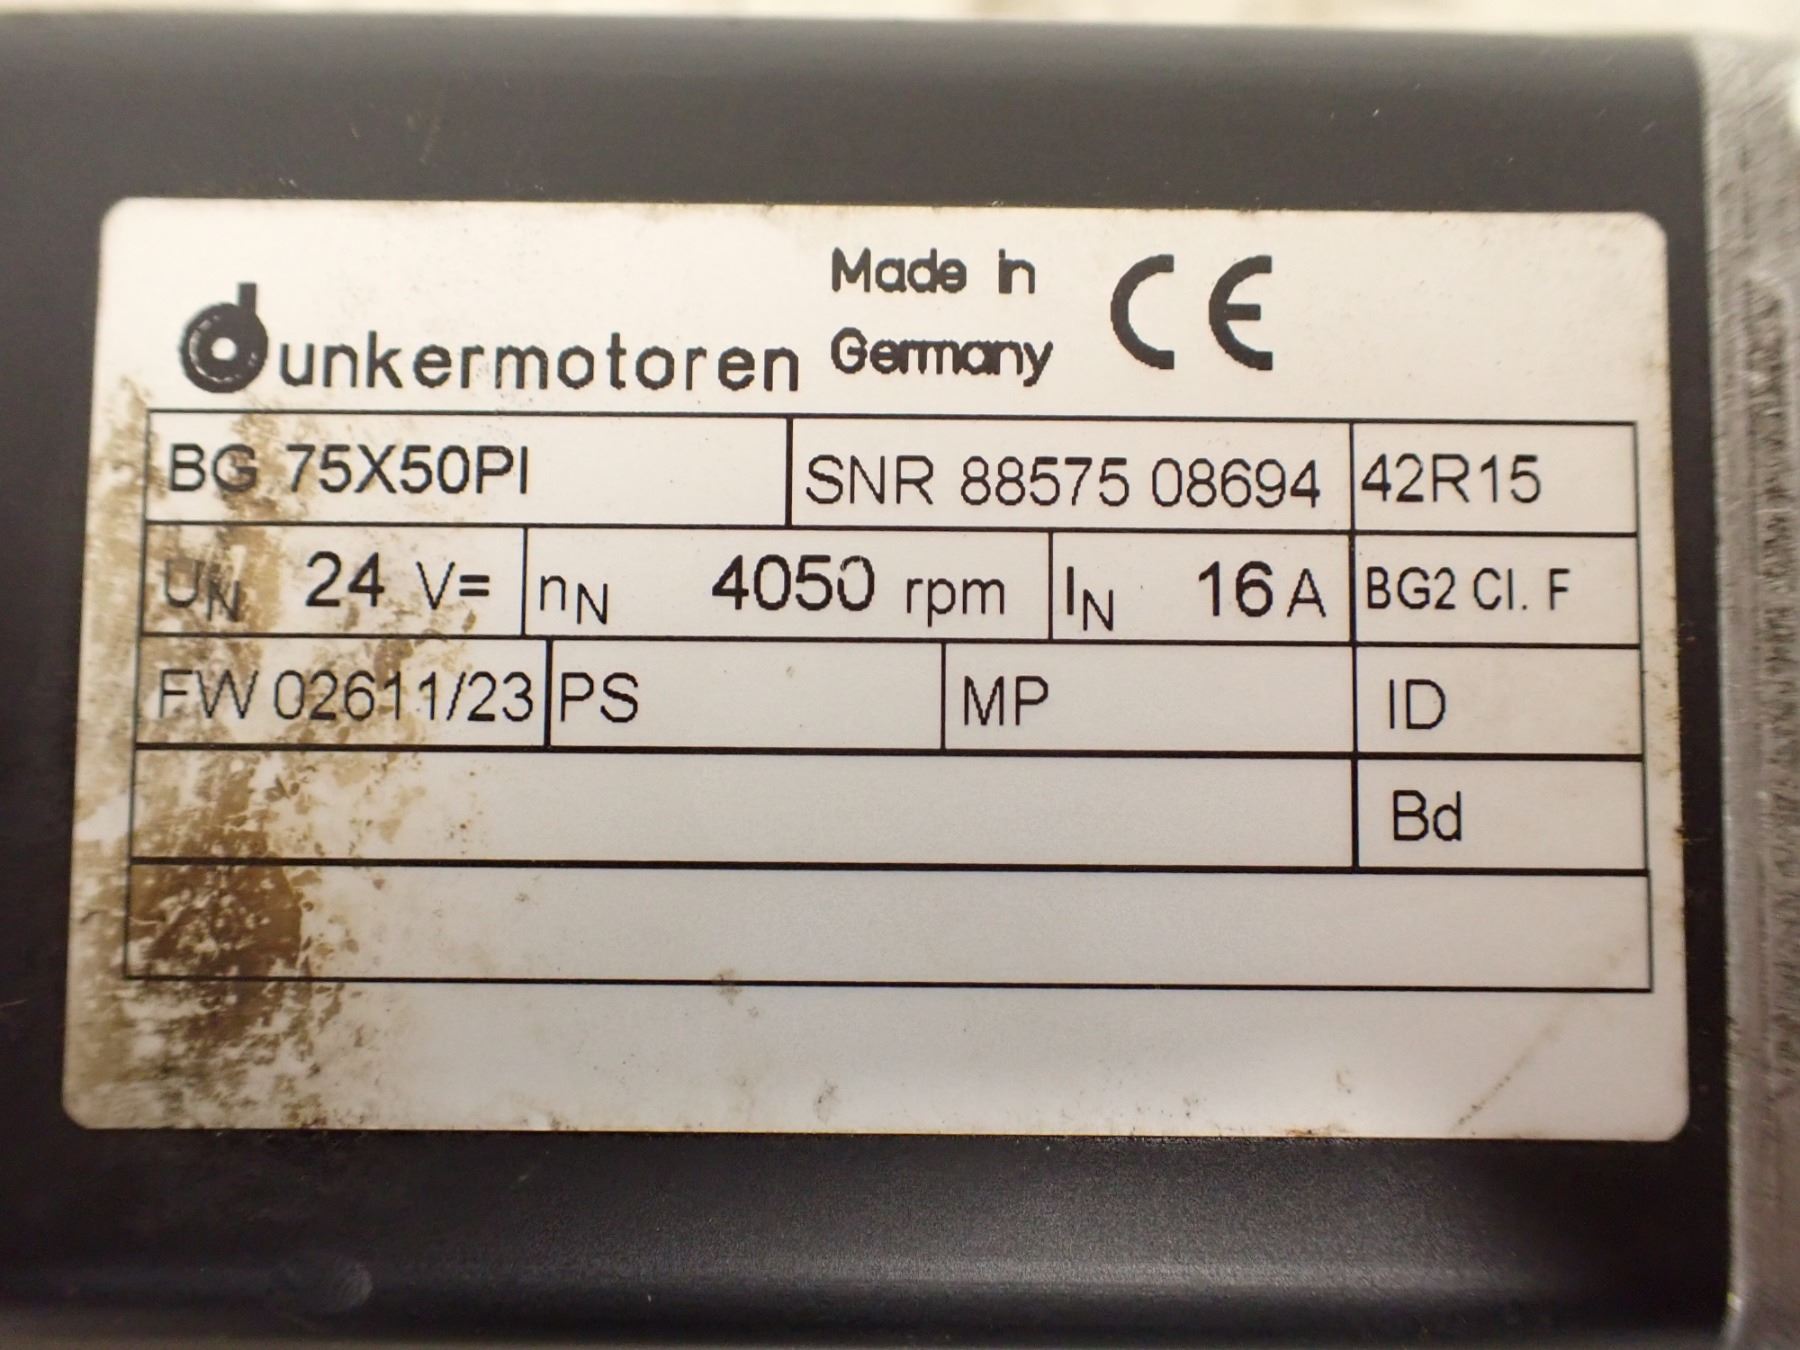 Made in
dunkermotoren Germany CE
BG 75X50PI SNR 88575 08694 42R15
UN 24 V= nN 4050 rpm IN 16 A BG2 Cl. F
FW 02611/23 PS MP ID
Bd